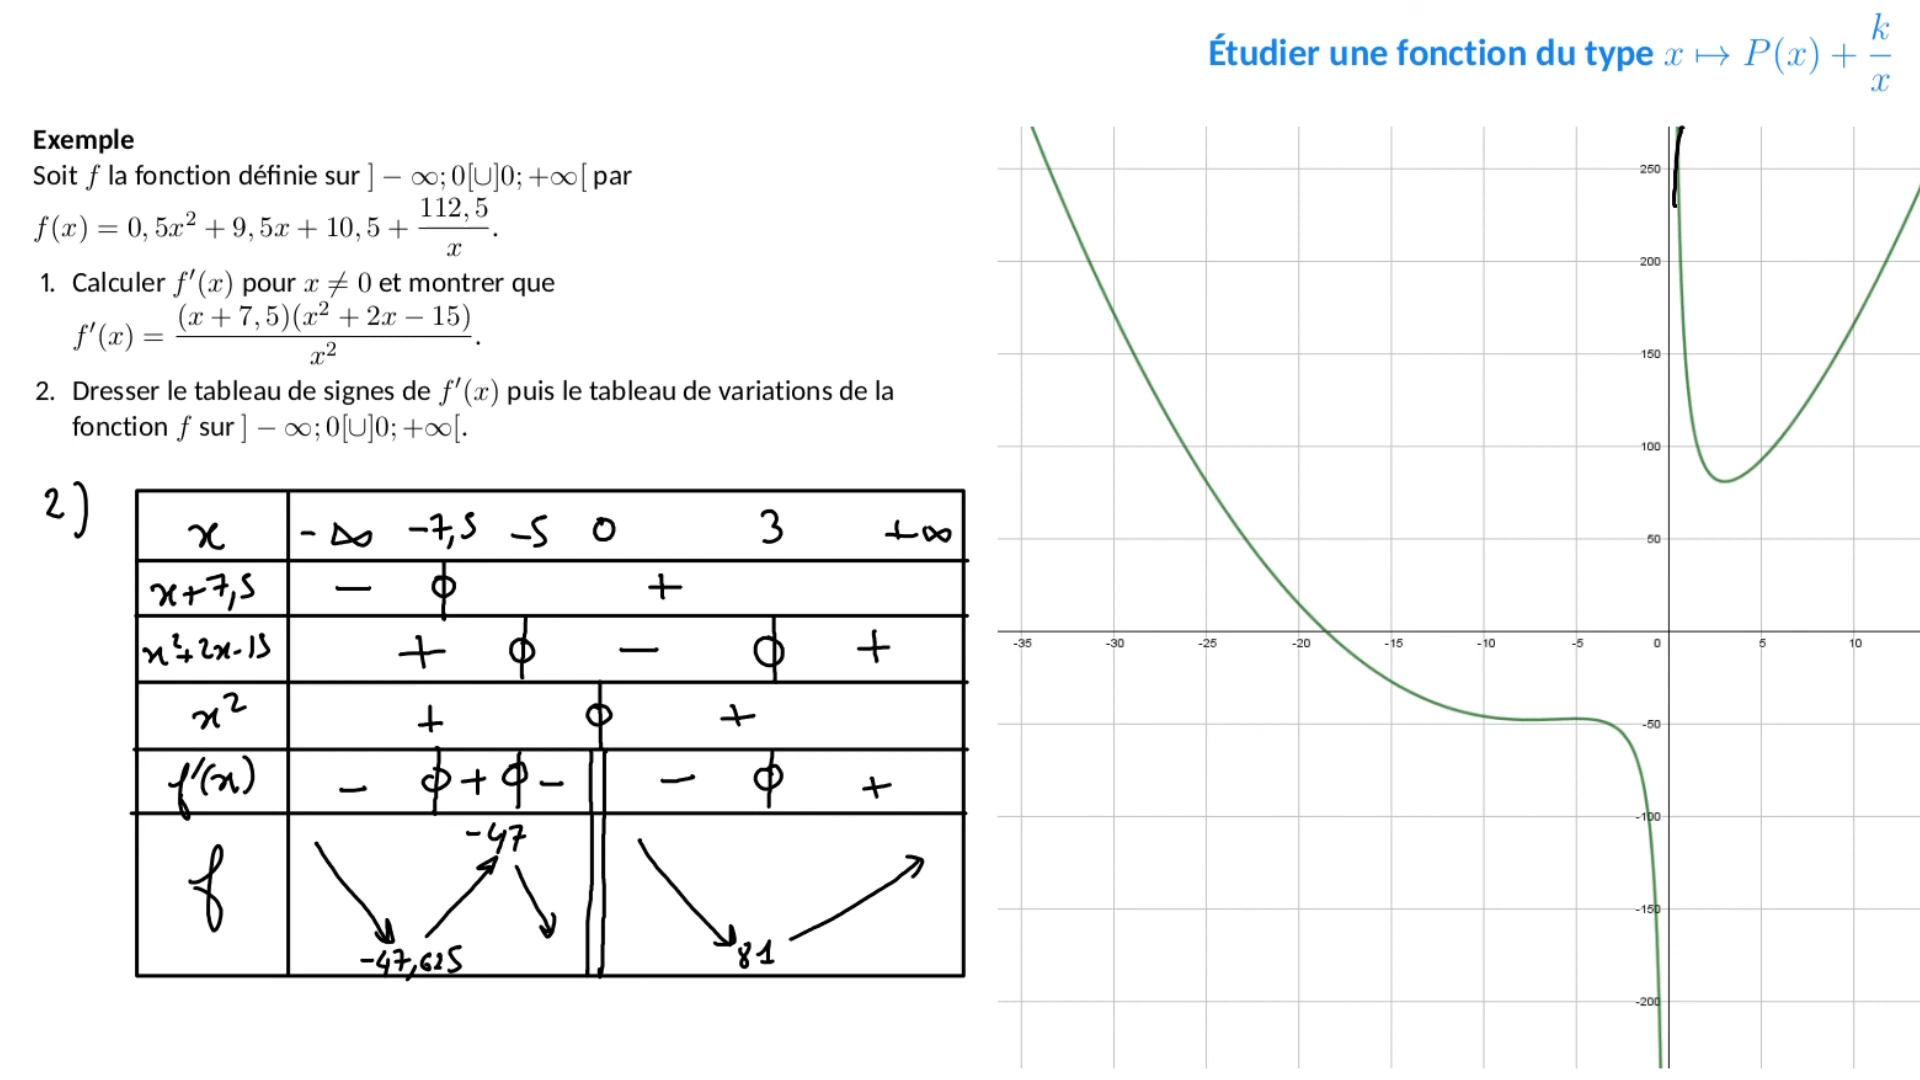 Étudier une fonction du type x ↦ P(x) + k/x
Exemple
Soit f la fonction définie sur ] − ∞; 0[∪]0; +∞[ par
f(x) = 0, 5x² + 9, 5x + 10, 5 + 112, 5/x.
1. Calculer f′(x) pour x ≠ 0 et montrer que
f′(x) = (x + 7, 5)(x² + 2x − 15)/x².
2. Dresser le tableau de signes de f′(x) puis le tableau de variations de la
fonction f sur ] − ∞; 0[∪]0; +∞[.
2)
x -∞ -7,5 -5 0 3 +∞
x+7,5 − 0 +
x²+2x-15 + 0 − 0 +
x² + 0 +
f'(x) − 0 + 0 − || − 0 +
f -47,625 -47 81
250
200
150
100
50
-35 -30 -25 -20 -15 -10 -5 0 5 10
-50
-100
-150
-200